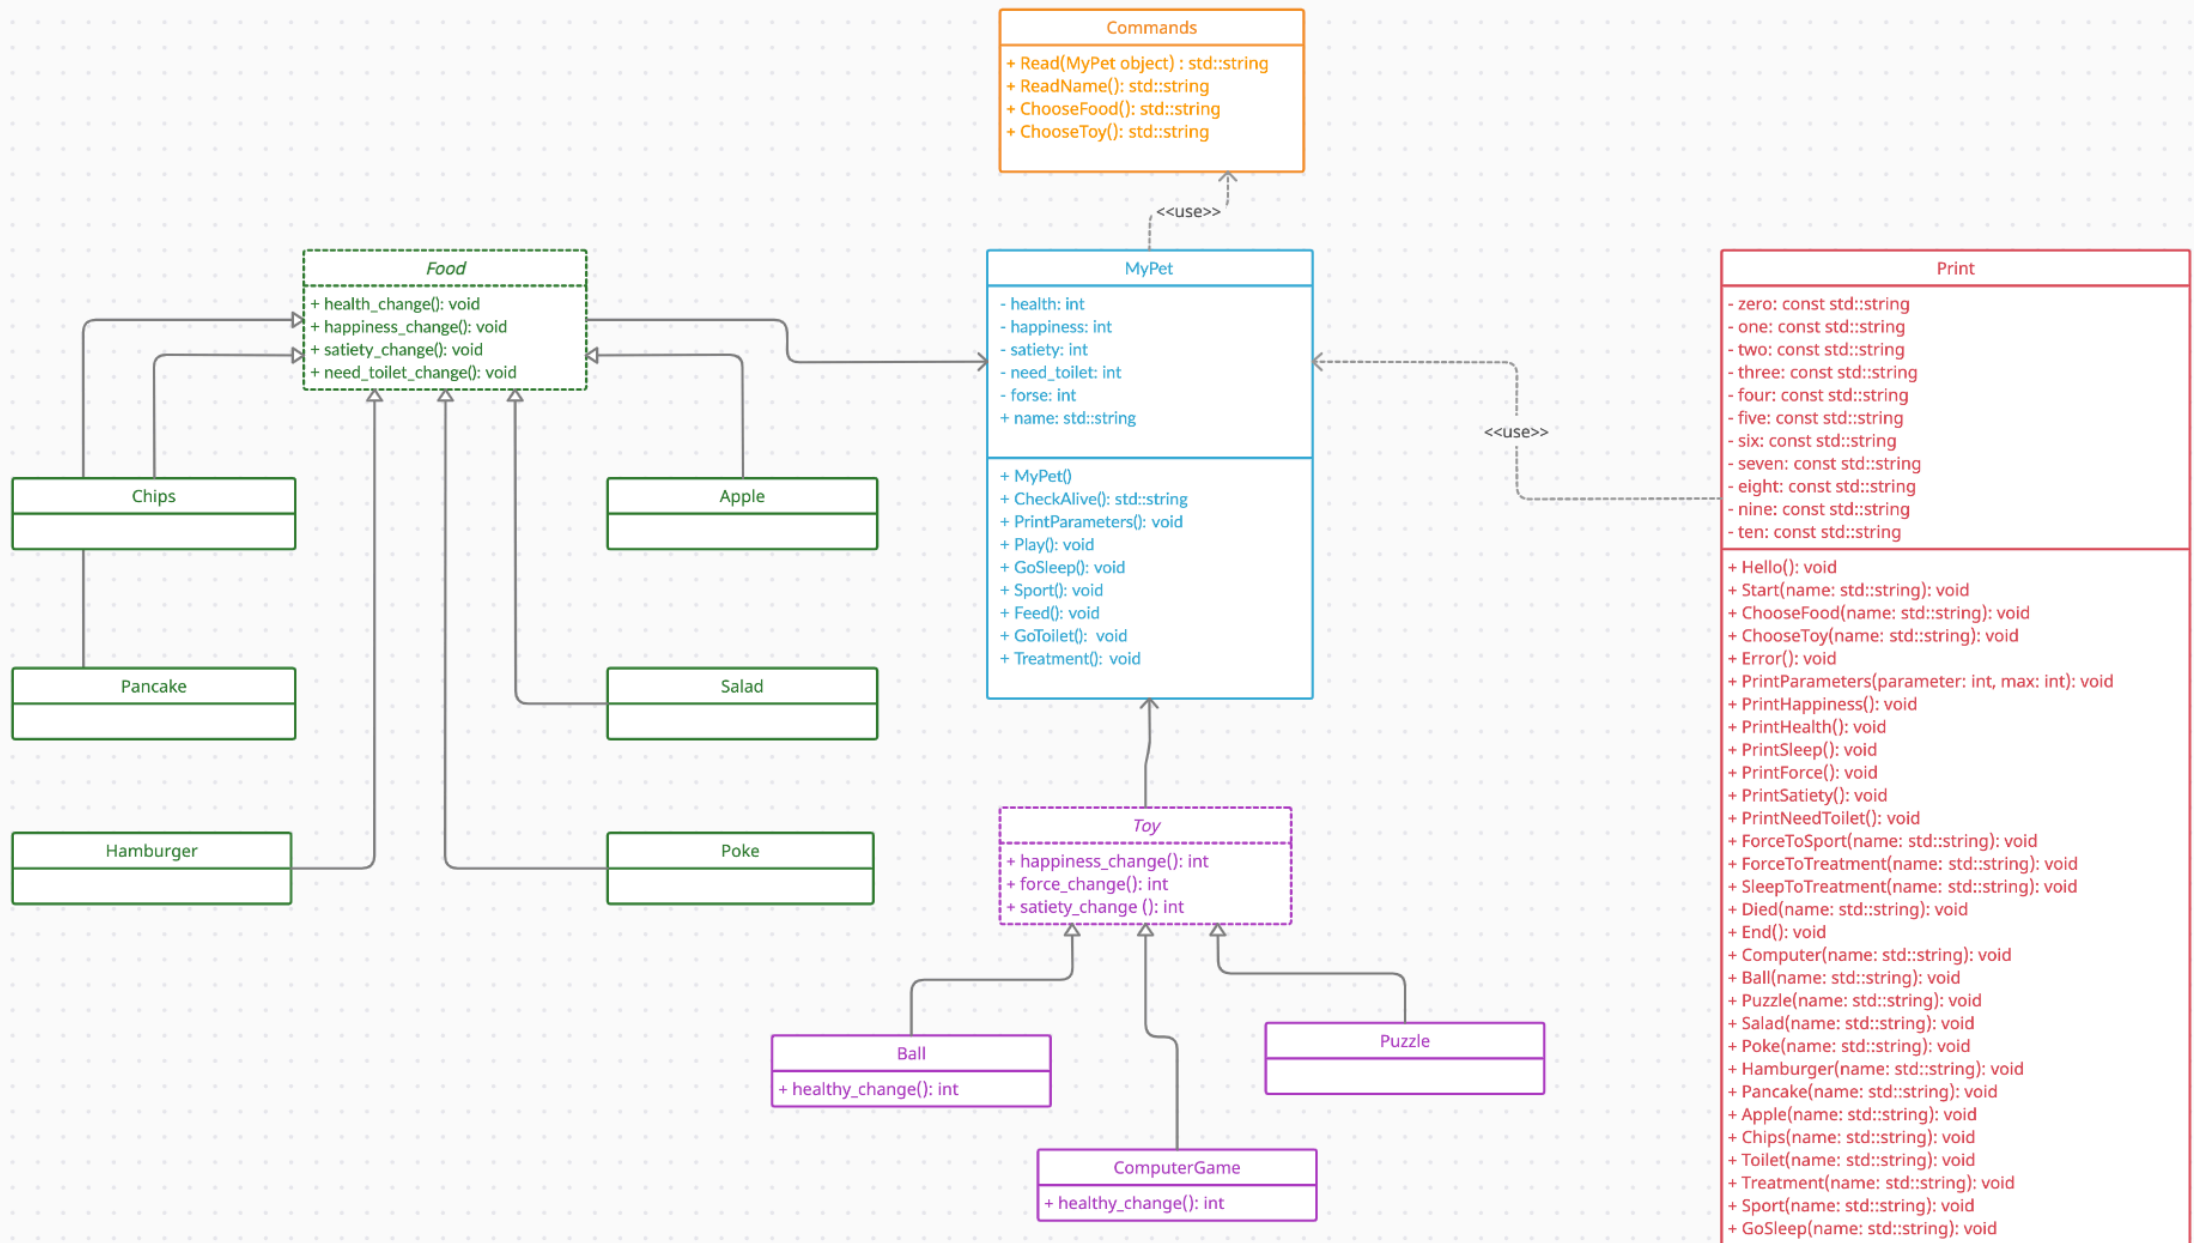 Commands
+ Read(MyPet object) : std::string
+ ReadName(): std::string
+ ChooseFood(): std::string
+ ChooseToy(): std::string
<<use>>
Food
+ health_change(): void
+ happiness_change(): void
+ satiety_change(): void
+ need_toilet_change(): void
Chips
Apple
Pancake
Salad
Hamburger
Poke
MyPet
- health: int
- happiness: int
- satiety: int
- need_toilet: int
- forse: int
+ name: std::string
+ MyPet()
+ CheckAlive(): std::string
+ PrintParameters(): void
+ Play(): void
+ GoSleep(): void
+ Sport(): void
+ Feed(): void
+ GoToilet():  void
+ Treatment(): void
<<use>>
Toy
+ happiness_change(): int
+ force_change(): int
+ satiety_change (): int
Ball
+ healthy_change(): int
Puzzle
ComputerGame
+ healthy_change(): int
Print
- zero: const std::string
- one: const std::string
- two: const std::string
- three: const std::string
- four: const std::string
- five: const std::string
- six: const std::string
- seven: const std::string
- eight: const std::string
- nine: const std::string
- ten: const std::string
+ Hello(): void
+ Start(name: std::string): void
+ ChooseFood(name: std::string): void
+ ChooseToy(name: std::string): void
+ Error(): void
+ PrintParameters(parameter: int, max: int): void
+ PrintHappiness(): void
+ PrintHealth(): void
+ PrintSleep(): void
+ PrintForce(): void
+ PrintSatiety(): void
+ PrintNeedToilet(): void
+ ForceToSport(name: std::string): void
+ ForceToTreatment(name: std::string): void
+ SleepToTreatment(name: std::string): void
+ Died(name: std::string): void
+ End(): void
+ Computer(name: std::string): void
+ Ball(name: std::string): void
+ Puzzle(name: std::string): void
+ Salad(name: std::string): void
+ Poke(name: std::string): void
+ Hamburger(name: std::string): void
+ Pancake(name: std::string): void
+ Apple(name: std::string): void
+ Chips(name: std::string): void
+ Toilet(name: std::string): void
+ Treatment(name: std::string): void
+ Sport(name: std::string): void
+ GoSleep(name: std::string): void